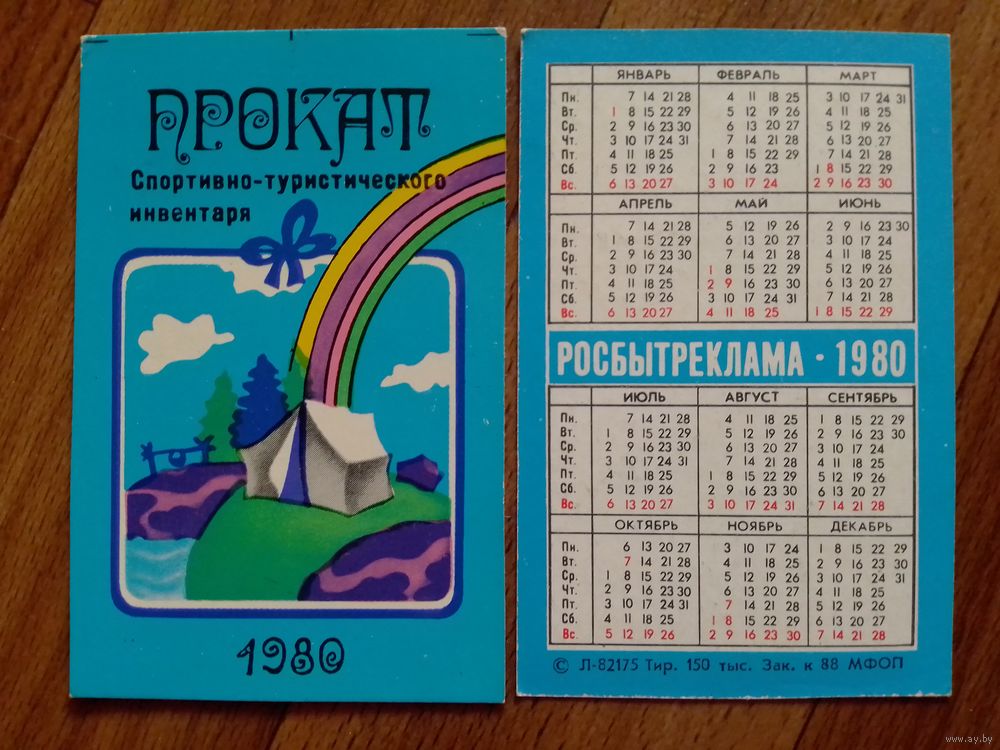 ПРОКАТ
Спортивно-туристического
инвентаря
1980
ЯНВАРЬ ФЕВРАЛЬ МАРТ
Пн. 7 14 21 28 4 11 18 25 3 10 17 24 31
Вт. 1 8 15 22 29 5 12 19 26 4 11 18 25
Ср. 2 9 16 23 30 6 13 20 27 5 12 19 26
Чт. 3 10 17 24 31 7 14 21 28 6 13 20 27
Пт. 4 11 18 25 1 8 15 22 29 7 14 21 28
Сб. 5 12 19 26 2 9 16 23 1 8 15 22 29
Вс. 6 13 20 27 3 10 17 24 2 9 16 23 30
АПРЕЛЬ МАЙ ИЮНЬ
Пн. 7 14 21 28 5 12 19 26 2 9 16 23 30
Вт. 1 8 15 22 29 6 13 20 27 3 10 17 24
Ср. 2 9 16 23 30 7 14 21 28 4 11 18 25
Чт. 3 10 17 24 1 8 15 22 29 5 12 19 26
Пт. 4 11 18 25 2 9 16 23 30 6 13 20 27
Сб. 5 12 19 26 3 10 17 24 31 7 14 21 28
Вс. 6 13 20 27 4 11 18 25 1 8 15 22 29
РОСБЫТРЕКЛАМА · 1980
ИЮЛЬ АВГУСТ СЕНТЯБРЬ
Пн. 7 14 21 28 4 11 18 25 1 8 15 22 29
Вт. 1 8 15 22 29 5 12 19 26 2 9 16 23 30
Ср. 2 9 16 23 30 6 13 20 27 3 10 17 24
Чт. 3 10 17 24 31 7 14 21 28 4 11 18 25
Пт. 4 11 18 25 1 8 15 22 29 5 12 19 26
Сб. 5 12 19 26 2 9 16 23 30 6 13 20 27
Вс. 6 13 20 27 3 10 17 24 31 7 14 21 28
ОКТЯБРЬ НОЯБРЬ ДЕКАБРЬ
Пн. 6 13 20 27 3 10 17 24 1 8 15 22 29
Вт. 7 14 21 28 4 11 18 25 2 9 16 23 30
Ср. 1 8 15 22 29 5 12 19 26 3 10 17 24 31
Чт. 2 9 16 23 30 6 13 20 27 4 11 18 25
Пт. 3 10 17 24 31 7 14 21 28 5 12 19 26
Сб. 4 11 18 25 1 8 15 22 29 6 13 20 27
Вс. 5 12 19 26 2 9 16 23 30 7 14 21 28
© Л-82175 Тир. 150 тыс. Зак. к 88 МФОП
www.ay.by